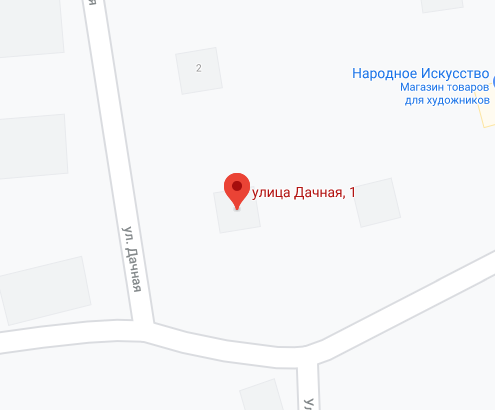 2
Народное Искусство
Магазин товаров
для художников
улица Дачная, 1
ул. Дачная